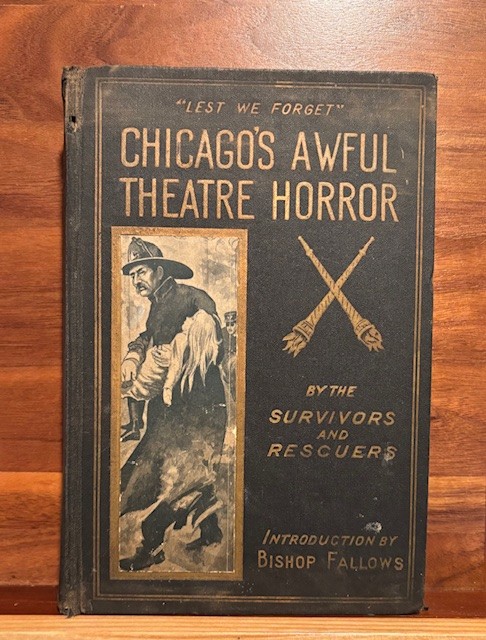 "LEST WE FORGET"
CHICAGO'S AWFUL
THEATRE HORROR
BY THE
SURVIVORS
AND
RESCUERS
INTRODUCTION BY
BISHOP FALLOWS